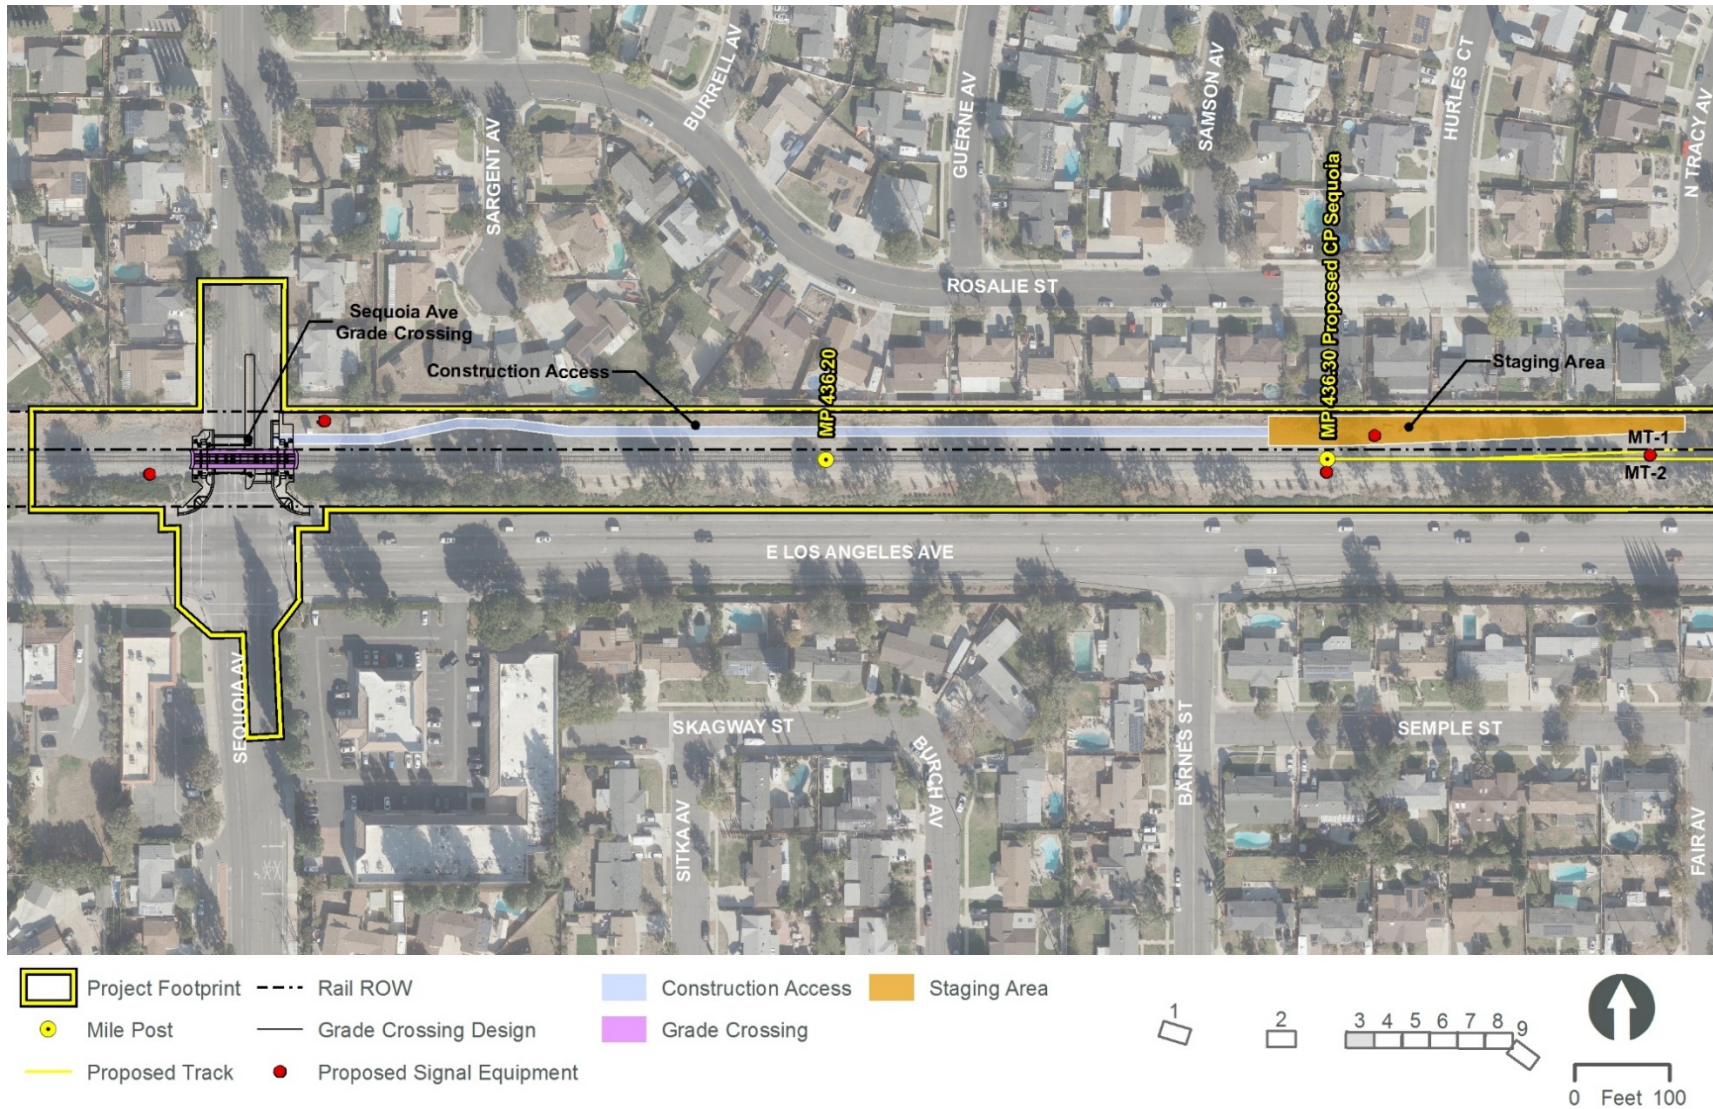 BURRELL AV
GUERNE AV
SAMSON AV
HURLES CT
N TRACY AV
SARGENT AV
ROSALIE ST
Sequoia Ave
Grade Crossing
Construction Access
MP 436.20
MP 436.30 Proposed CP Sequoia
Staging Area
MT-1
MT-2
E LOS ANGELES AVE
SEQUOIA AV
SKAGWAY ST
SITKA AV
BURCH AV
BARNES ST
SEMPLE ST
FAIR AV
Project Footprint
Rail ROW
Construction Access
Staging Area
Mile Post
Grade Crossing Design
Grade Crossing
Proposed Track
Proposed Signal Equipment
1
2
3 4 5 6 7 8 9
0 Feet 100